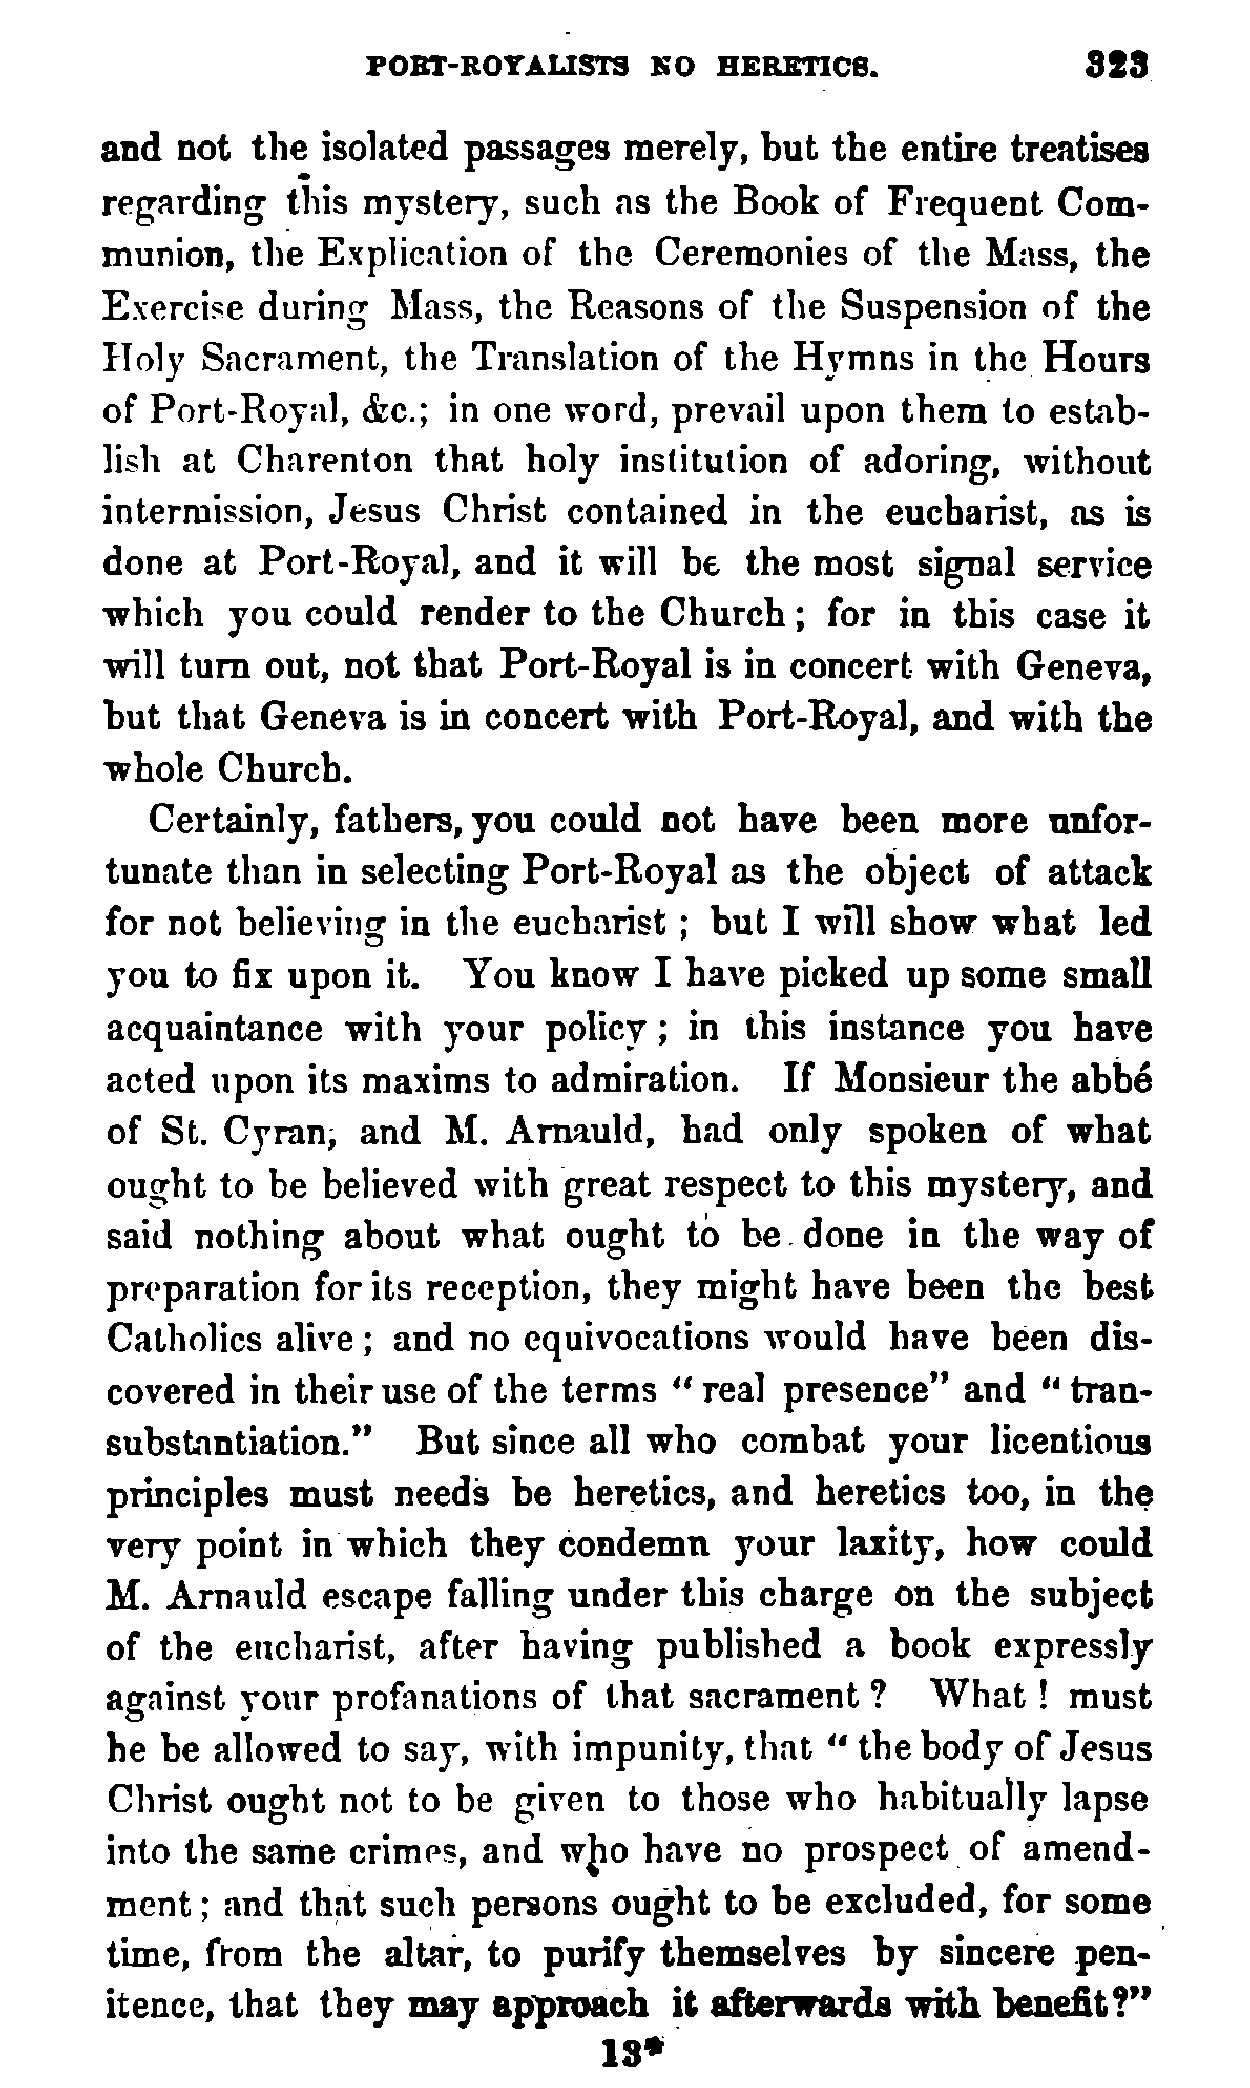 PORT-ROYALISTS NO HERETICS. 323
and not the isolated passages merely, but the entire treatises
regarding this mystery, such as the Book of Frequent Com-
munion, the Explication of the Ceremonies of the Mass, the
Exercise during Mass, the Reasons of the Suspension of the
Holy Sacrament, the Translation of the Hymns in the Hours
of Port-Royal, &c.; in one word, prevail upon them to estab-
lish at Charenton that holy institution of adoring, without
intermission, Jesus Christ contained in the eucharist, as is
done at Port-Royal, and it will be the most signal service
which you could render to the Church; for in this case it
will turn out, not that Port-Royal is in concert with Geneva,
but that Geneva is in concert with Port-Royal, and with the
whole Church.
Certainly, fathers, you could not have been more unfor-
tunate than in selecting Port-Royal as the object of attack
for not believing in the eucharist; but I will show what led
you to fix upon it. You know I have picked up some small
acquaintance with your policy; in this instance you have
acted upon its maxims to admiration. If Monsieur the abbé
of St. Cyran, and M. Arnauld, had only spoken of what
ought to be believed with great respect to this mystery, and
said nothing about what ought to be done in the way of
preparation for its reception, they might have been the best
Catholics alive; and no equivocations would have been dis-
covered in their use of the terms "real presence" and "tran-
substantiation." But since all who combat your licentious
principles must needs be heretics, and heretics too, in the
very point in which they condemn your laxity, how could
M. Arnauld escape falling under this charge on the subject
of the eucharist, after having published a book expressly
against your profanations of that sacrament? What! must
he be allowed to say, with impunity, that "the body of Jesus
Christ ought not to be given to those who habitually lapse
into the same crimes, and who have no prospect of amend-
ment; and that such persons ought to be excluded, for some
time, from the altar, to purify themselves by sincere pen-
itence, that they may approach it afterwards with benefit?"
13*